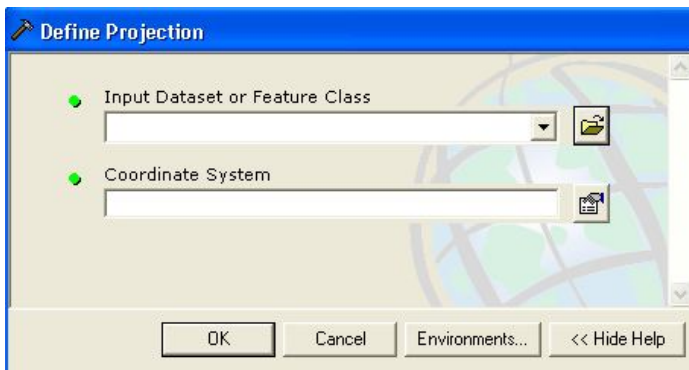 Define Projection
Input Dataset or Feature Class
Coordinate System
OK Cancel Environments... << Hide Help